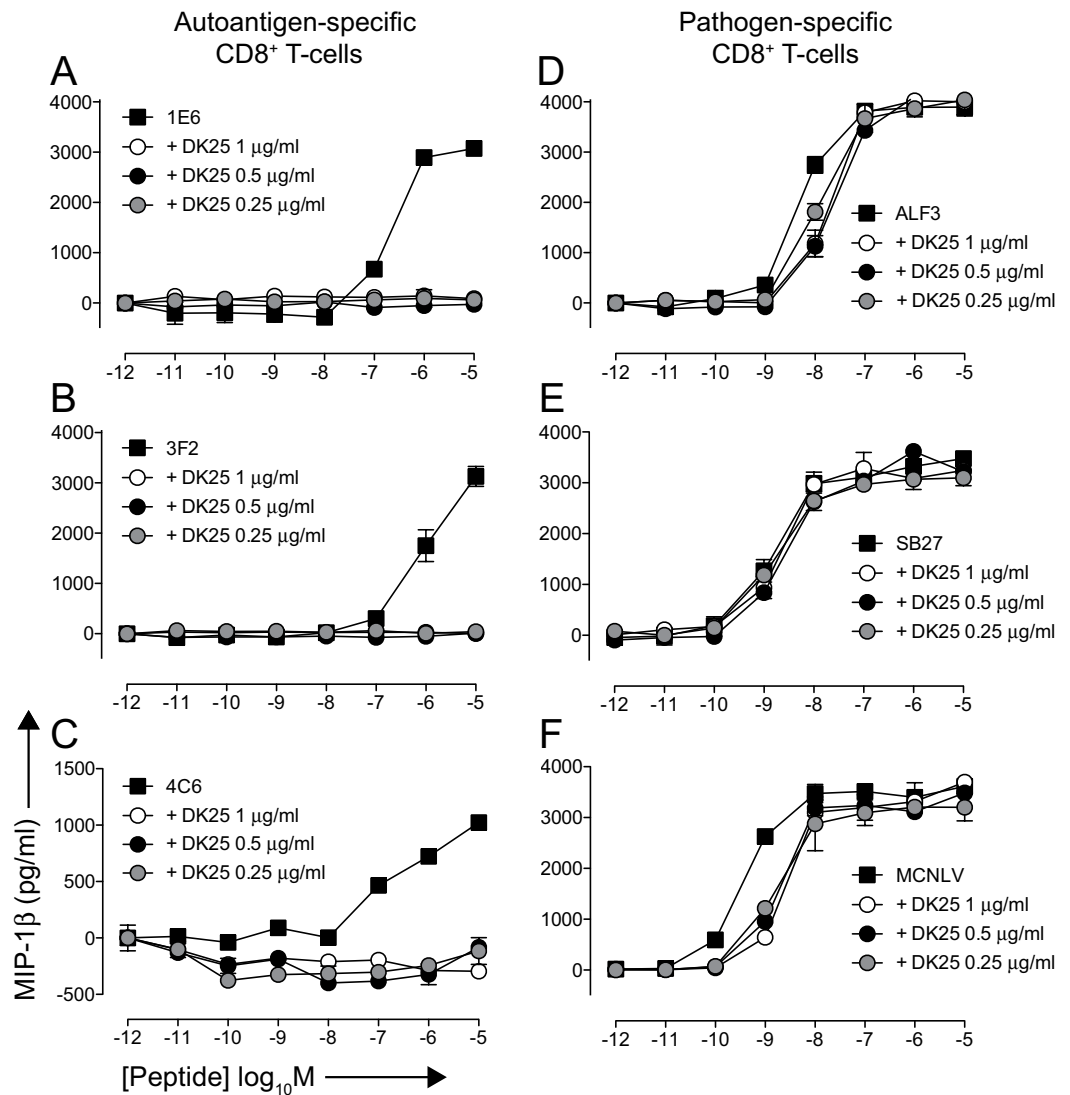 Autoantigen-specific
CD8⁺ T-cells
Pathogen-specific
CD8⁺ T-cells
A
4000
3000
2000
1000
0
1E6
+ DK25 1 μg/ml
+ DK25 0.5 μg/ml
+ DK25 0.25 μg/ml
-12 -11 -10 -9 -8 -7 -6 -5
B
4000
3000
2000
1000
0
3F2
+ DK25 1 μg/ml
+ DK25 0.5 μg/ml
+ DK25 0.25 μg/ml
-12 -11 -10 -9 -8 -7 -6 -5
C
1500
1000
500
0
-500
4C6
+ DK25 1 μg/ml
+ DK25 0.5 μg/ml
+ DK25 0.25 μg/ml
-12 -11 -10 -9 -8 -7 -6 -5
MIP-1β (pg/ml)
[Peptide] log₁₀M
D
4000
3000
2000
1000
0
ALF3
+ DK25 1 μg/ml
+ DK25 0.5 μg/ml
+ DK25 0.25 μg/ml
-12 -11 -10 -9 -8 -7 -6 -5
E
4000
3000
2000
1000
0
SB27
+ DK25 1 μg/ml
+ DK25 0.5 μg/ml
+ DK25 0.25 μg/ml
-12 -11 -10 -9 -8 -7 -6 -5
F
4000
3000
2000
1000
0
MCNLV
+ DK25 1 μg/ml
+ DK25 0.5 μg/ml
+ DK25 0.25 μg/ml
-12 -11 -10 -9 -8 -7 -6 -5